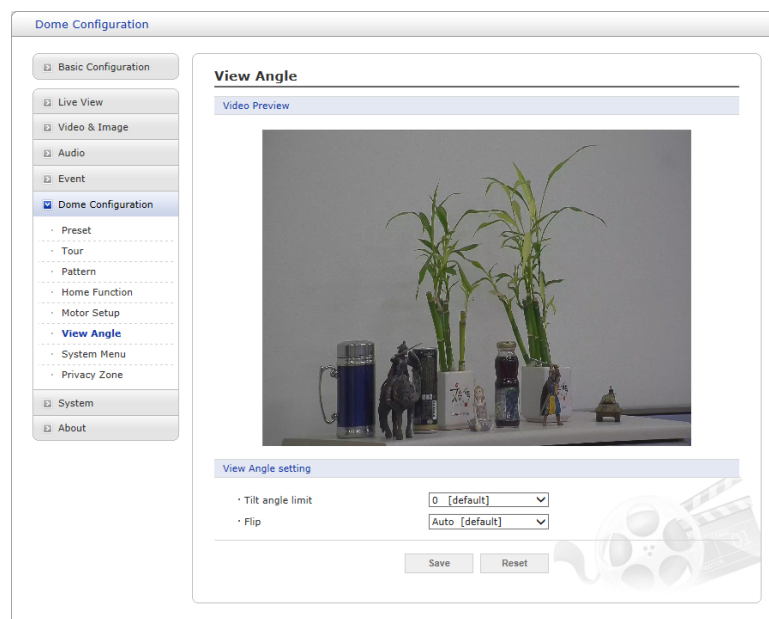 Dome Configuration
Basic Configuration
Live View
Video & Image
Audio
Event
Dome Configuration
· Preset
· Tour
· Pattern
· Home Function
· Motor Setup
· View Angle
· System Menu
· Privacy Zone
System
About
View Angle
Video Preview
View Angle setting
· Tilt angle limit 0 [default]
· Flip Auto [default]
Save Reset